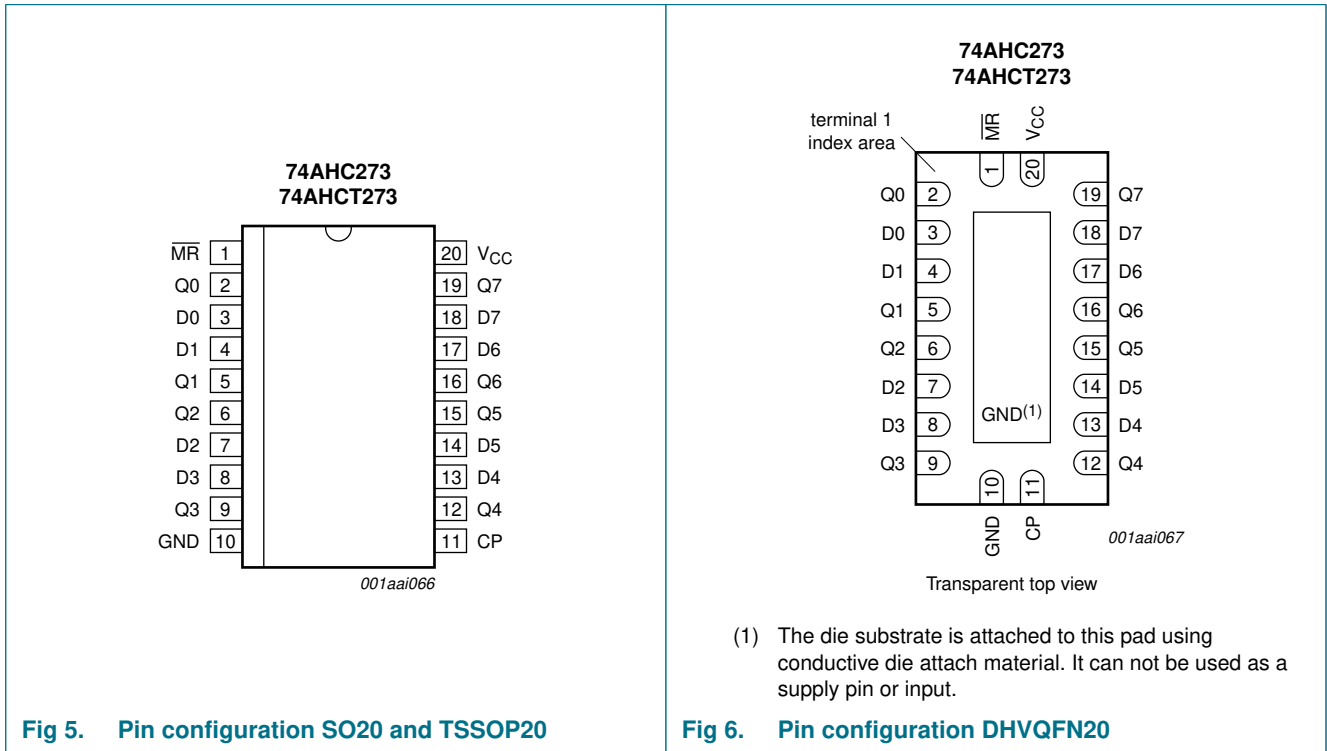 74AHC273
74AHCT273
MR 1 20 VCC
Q0 2 19 Q7
D0 3 18 D7
D1 4 17 D6
Q1 5 16 Q6
Q2 6 15 Q5
D2 7 14 D5
D3 8 13 D4
Q3 9 12 Q4
GND 10 11 CP
001aai066
Fig 5. Pin configuration SO20 and TSSOP20
74AHC273
74AHCT273
terminal 1
index area
MR VCC
1 20
Q0 2 19 Q7
D0 3 18 D7
D1 4 17 D6
Q1 5 16 Q6
Q2 6 15 Q5
D2 7 14 D5
D3 8 GND(1) 13 D4
Q3 9 12 Q4
10 11
GND CP
001aai067
Transparent top view
(1) The die substrate is attached to this pad using
conductive die attach material. It can not be used as a
supply pin or input.
Fig 6. Pin configuration DHVQFN20